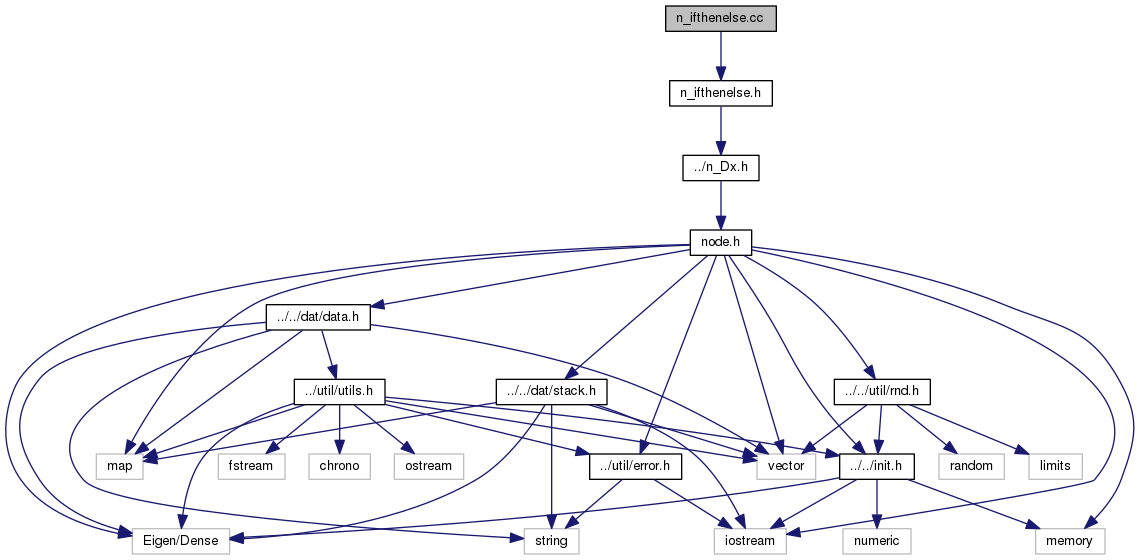 n_ifthenelse.cc
n_ifthenelse.h
../n_Dx.h
node.h
../../dat/data.h
../util/utils.h
../../dat/stack.h
../../util/rnd.h
map
fstream
chrono
ostream
../util/error.h
vector
../../init.h
random
limits
Eigen/Dense
string
iostream
numeric
memory